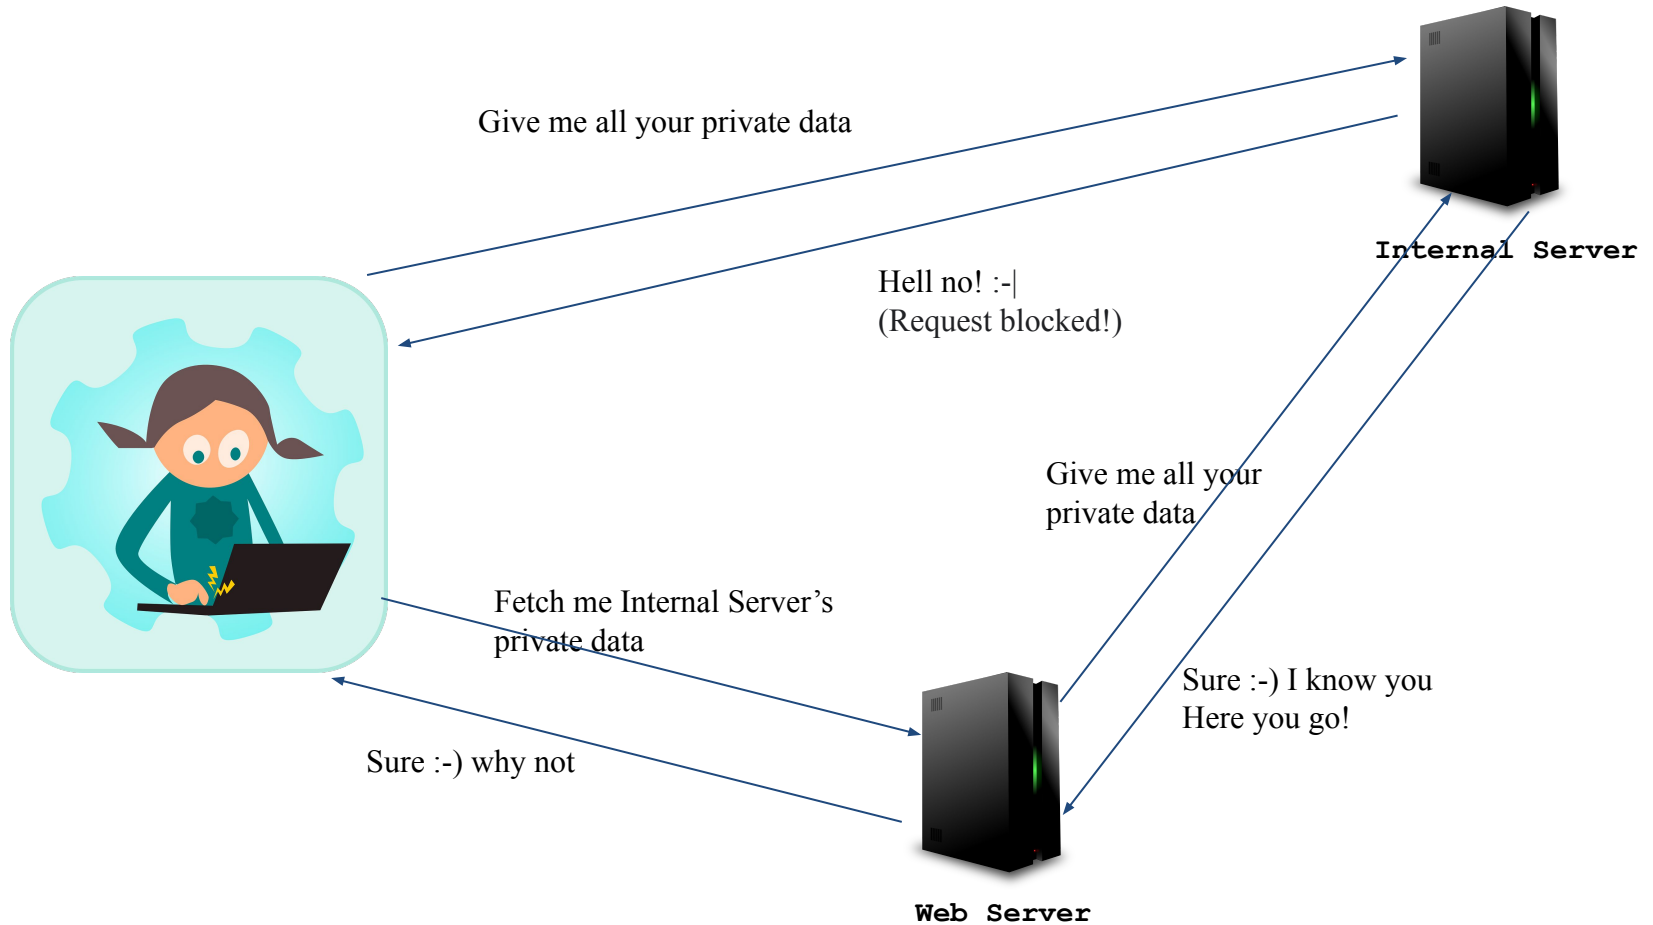 Give me all your private data
Internal Server
Hell no! :-|
(Request blocked!)
Give me all your
private data
Fetch me Internal Server’s
private data
Sure :-) I know you
Here you go!
Sure :-) why not
Web Server